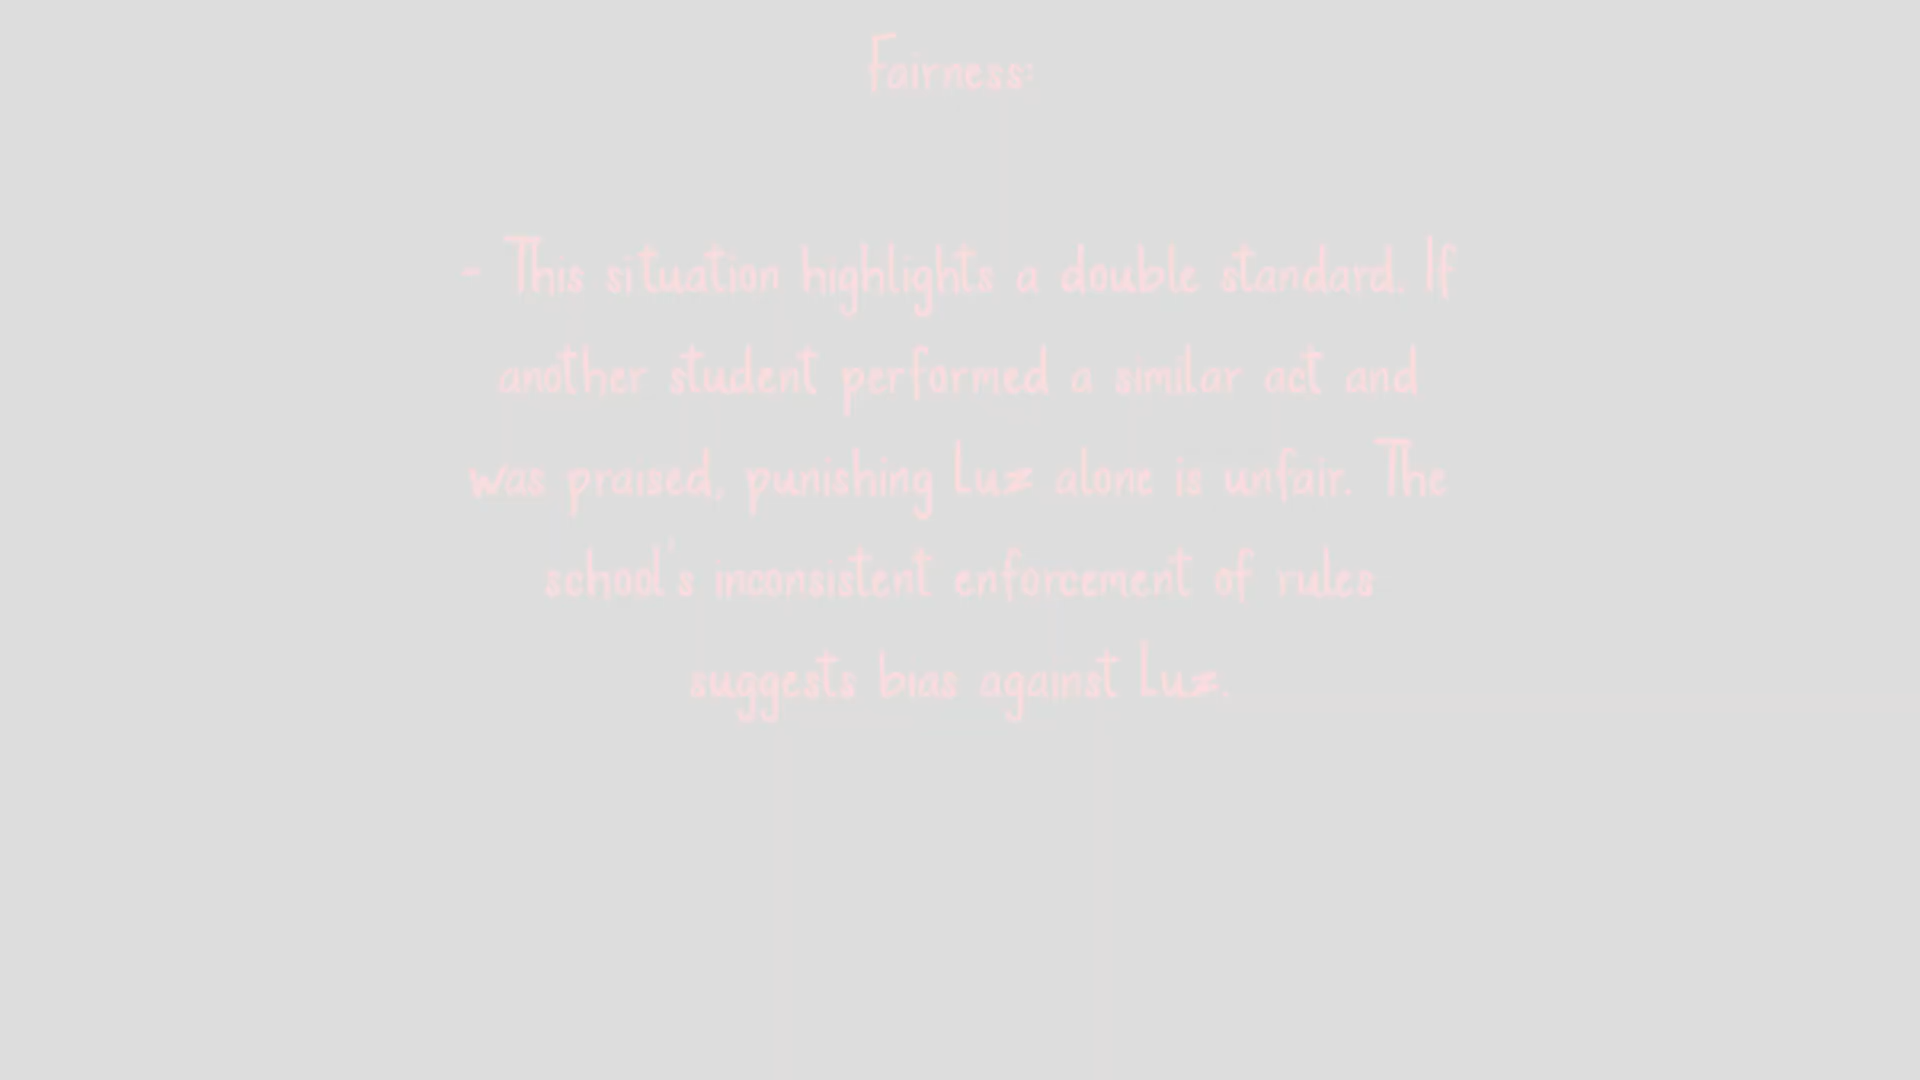 Fairness:
- This situation highlights a double standard. If
another student performed a similar act and
was praised, punishing Luz alone is unfair. The
school's inconsistent enforcement of rules
suggests bias against Luz.